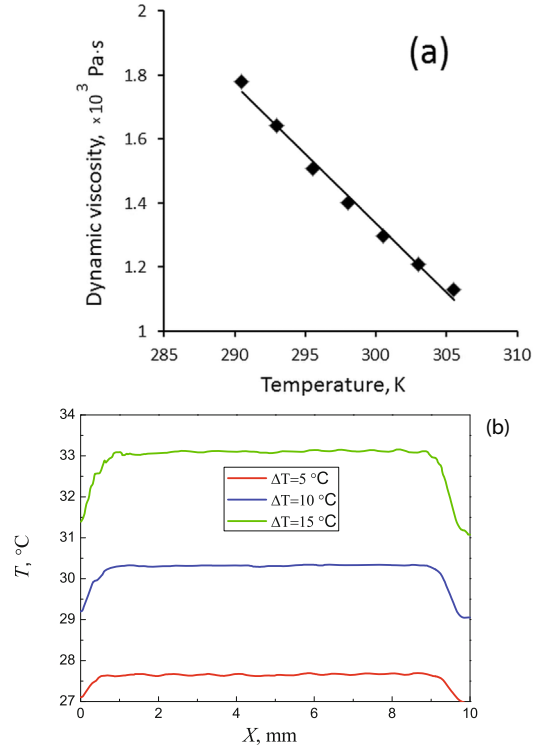 (a)
Dynamic viscosity, ×10³ Pa·s
2
1.8
1.6
1.4
1.2
1
285 290 295 300 305 310
Temperature, K
(b)
T, °C
34
33
32
31
30
29
28
27
ΔT=5 °C
ΔT=10 °C
ΔT=15 °C
0 2 4 6 8 10
X, mm